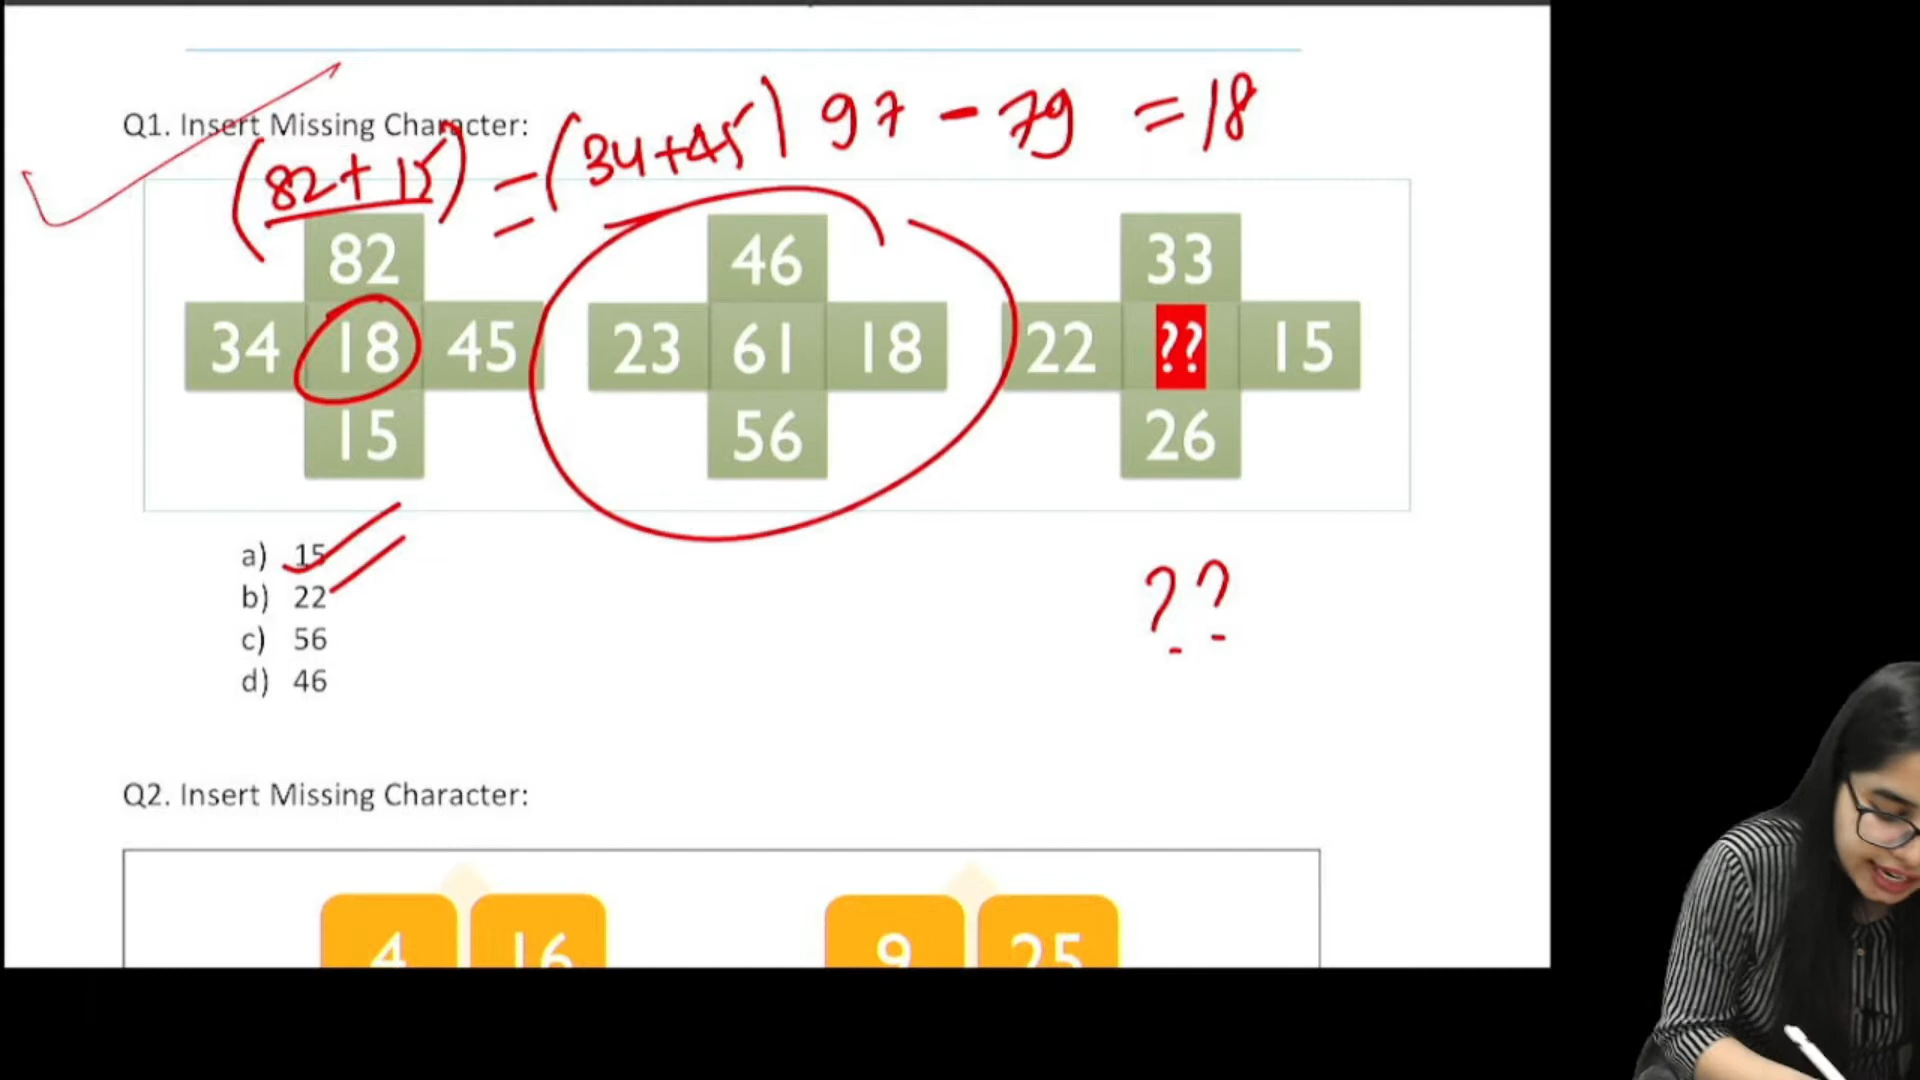 Q1. Insert Missing Character:
(82+15) = (34+45) 97 - 79 = 18
82
34 18 45
15
46
23 61 18
56
33
22 ?? 15
26
a) 15
b) 22
c) 56
d) 46
??
Q2. Insert Missing Character:
4 16 9 25